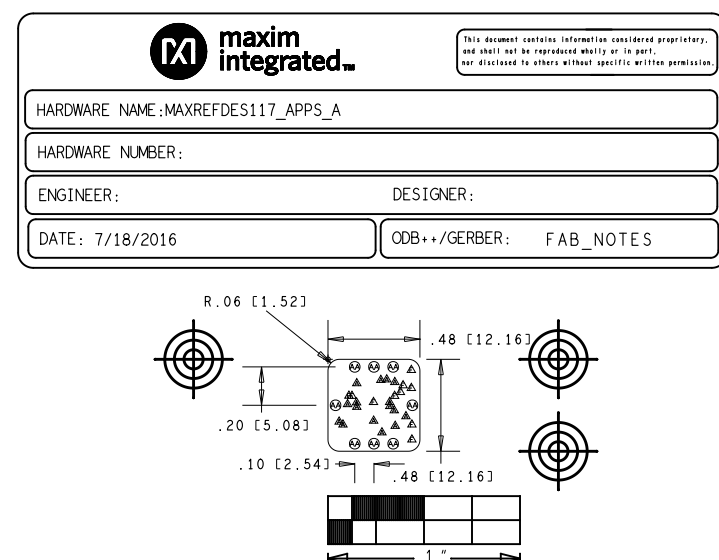 maxim
integrated™
This document contains information considered proprietary,
and shall not be reproduced wholly or in part,
nor disclosed to others without specific written permission.
HARDWARE NAME:MAXREFDES117_APPS_A
HARDWARE NUMBER:
ENGINEER: DESIGNER:
DATE: 7/18/2016 ODB++/GERBER: FAB_NOTES
R.06 [1.52]
.48 [12.16]
.20 [5.08]
.10 [2.54]
.48 [12.16]
1 "